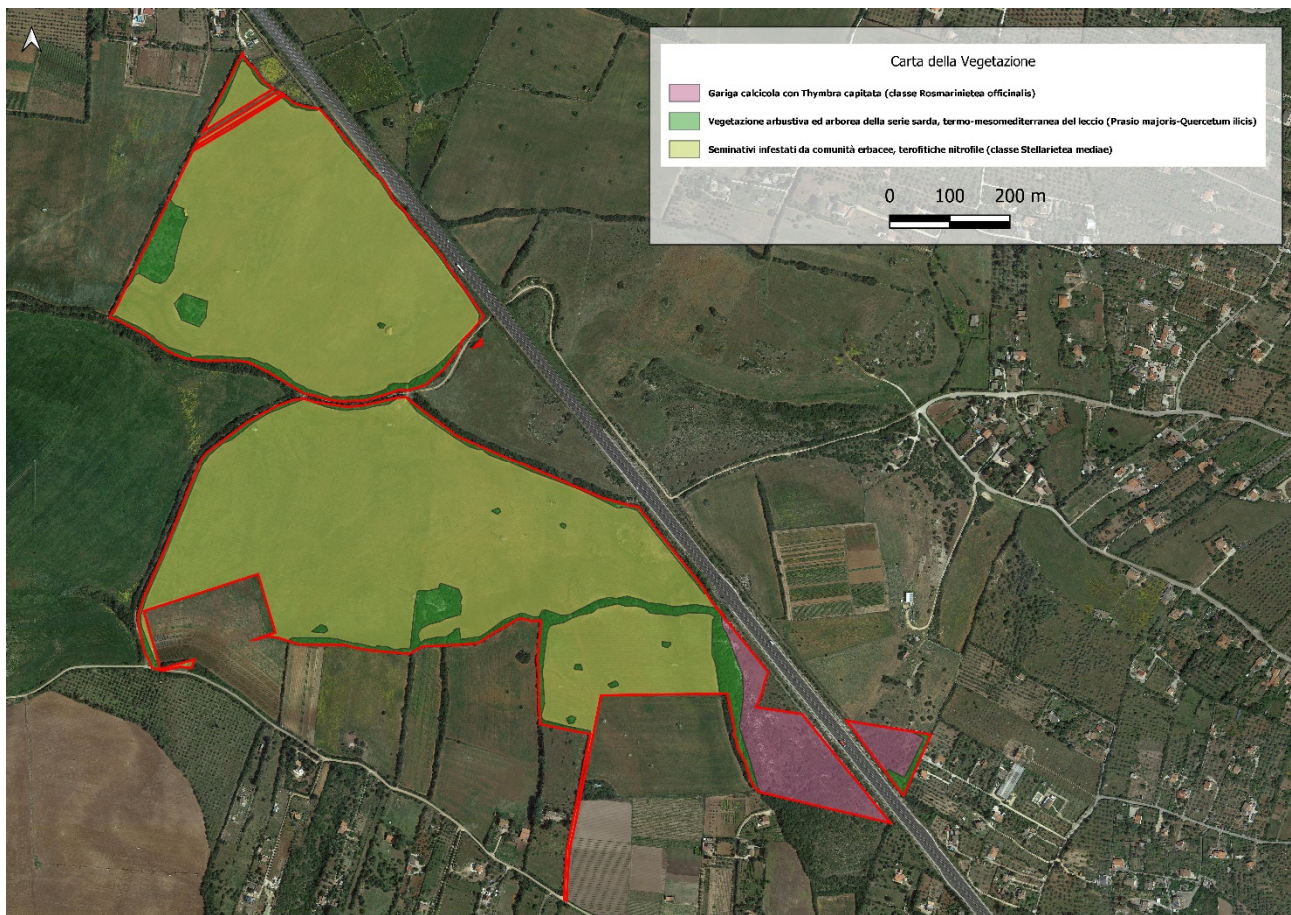 Carta della Vegetazione
Gariga calcicola con Thymbra capitata (classe Rosmarinietea officinalis)
Vegetazione arbustiva ed arborea della serie sarda, termo-mesomediterranea del leccio (Prasio majoris-Quercetum ilicis)
Seminativi infestati da comunità erbacee, terofitiche nitrofile (classe Stellarietea mediae)
0 100 200 m